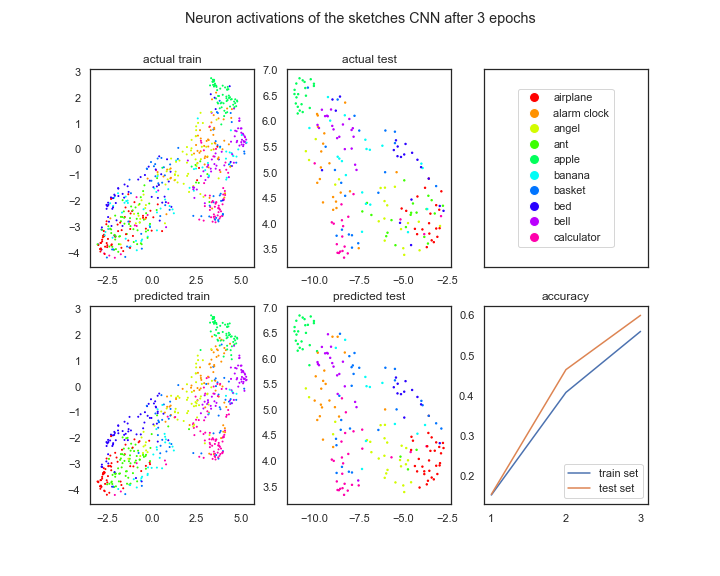 Neuron activations of the sketches CNN after 3 epochs
actual train
3
2
1
0
−1
−2
−3
−4
−2.5 0.0 2.5 5.0
actual test
7.0
6.5
6.0
5.5
5.0
4.5
4.0
3.5
−10.0 −7.5 −5.0 −2.5
airplane
alarm clock
angel
ant
apple
banana
basket
bed
bell
calculator
predicted train
3
2
1
0
−1
−2
−3
−4
−2.5 0.0 2.5 5.0
predicted test
7.0
6.5
6.0
5.5
5.0
4.5
4.0
3.5
−10.0 −7.5 −5.0 −2.5
accuracy
0.6
0.5
0.4
0.3
0.2
train set
test set
1 2 3